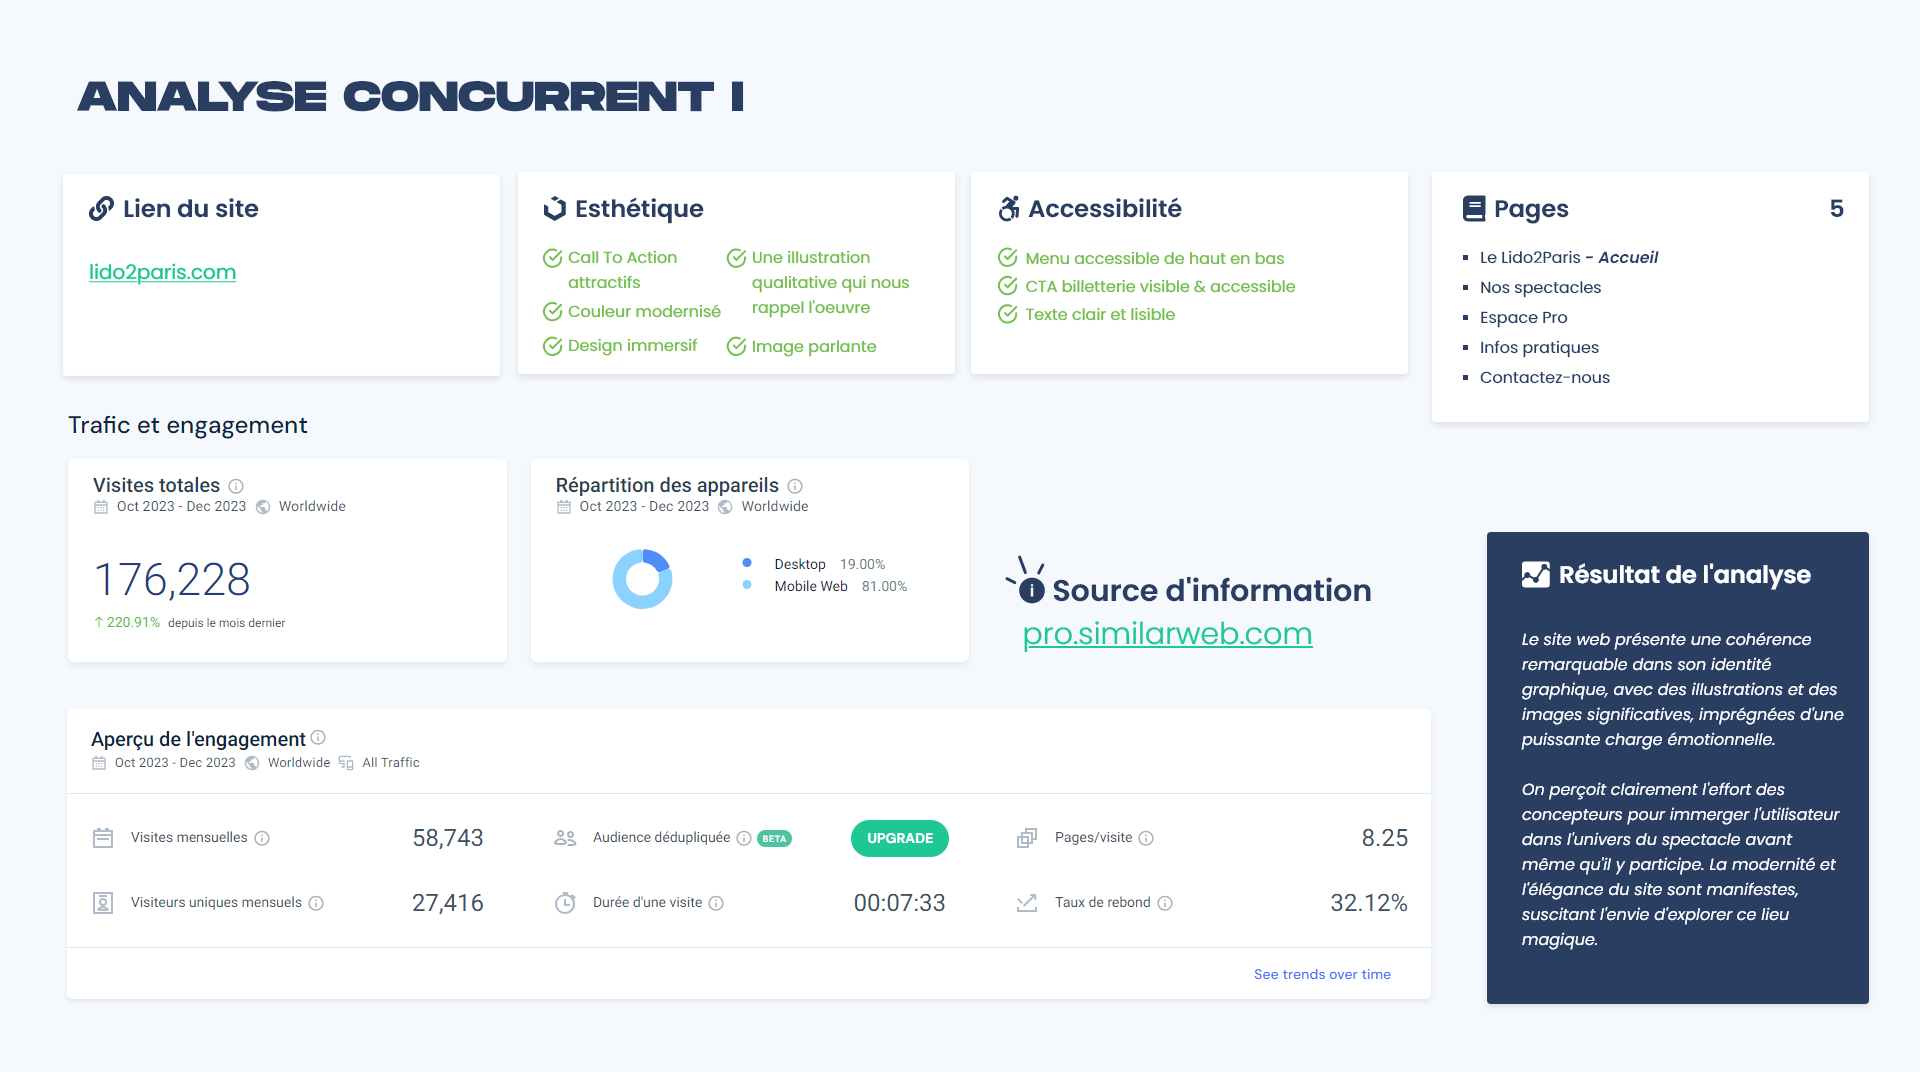 ANALYSE CONCURRENT I
Lien du site
lido2paris.com
Esthétique
Call To Action
attractifs
Couleur modernisé
Design immersif
Une illustration
qualitative qui nous
rappel l'oeuvre
Image parlante
Accessibilité
Menu accessible de haut en bas
CTA billetterie visible & accessible
Texte clair et lisible
Pages 5
Le Lido2Paris - Accueil
Nos spectacles
Espace Pro
Infos pratiques
Contactez-nous
Trafic et engagement
Visites totales
Oct 2023 - Dec 2023 Worldwide
176,228
↑ 220.91% depuis le mois dernier
Répartition des appareils
Oct 2023 - Dec 2023 Worldwide
Desktop 19.00%
Mobile Web 81.00%
Source d'information
pro.similarweb.com
Aperçu de l'engagement
Oct 2023 - Dec 2023 Worldwide All Traffic
Visites mensuelles 58,743
Audience dédupliquée BETA UPGRADE
Pages/visite 8.25
Visiteurs uniques mensuels 27,416
Durée d'une visite 00:07:33
Taux de rebond 32.12%
See trends over time
Résultat de l'analyse
Le site web présente une cohérence
remarquable dans son identité
graphique, avec des illustrations et des
images significatives, imprégnées d'une
puissante charge émotionnelle.
On perçoit clairement l'effort des
concepteurs pour immerger l'utilisateur
dans l'univers du spectacle avant
même qu'il y participe. La modernité et
l'élégance du site sont manifestes,
suscitant l'envie d'explorer ce lieu
magique.